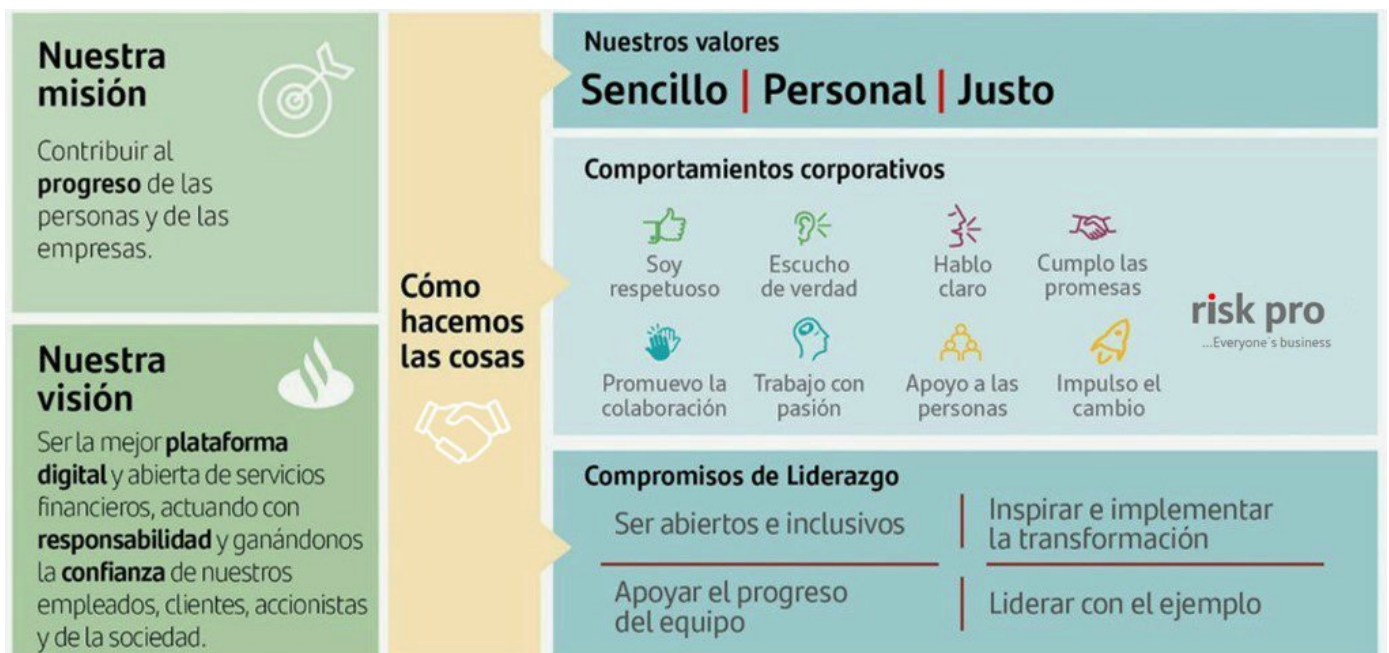 Nuestra
misión
Contribuir al
progreso de las
personas y de las
empresas.
Nuestra
visión
Ser la mejor plataforma
digital y abierta de servicios
financieros, actuando con
responsabilidad y ganándonos
la confianza de nuestros
empleados, clientes, accionistas
y de la sociedad.
Cómo
hacemos
las cosas
Nuestros valores
Sencillo | Personal | Justo
Comportamientos corporativos
Soy
respetuoso
Escucho
de verdad
Hablo
claro
Cumplo las
promesas
Promuevo la
colaboración
Trabajo con
pasión
Apoyo a las
personas
Impulso el
cambio
risk pro
...Everyone`s business
Compromisos de Liderazgo
Ser abiertos e inclusivos
Inspirar e implementar
la transformación
Apoyar el progreso
del equipo
Liderar con el ejemplo